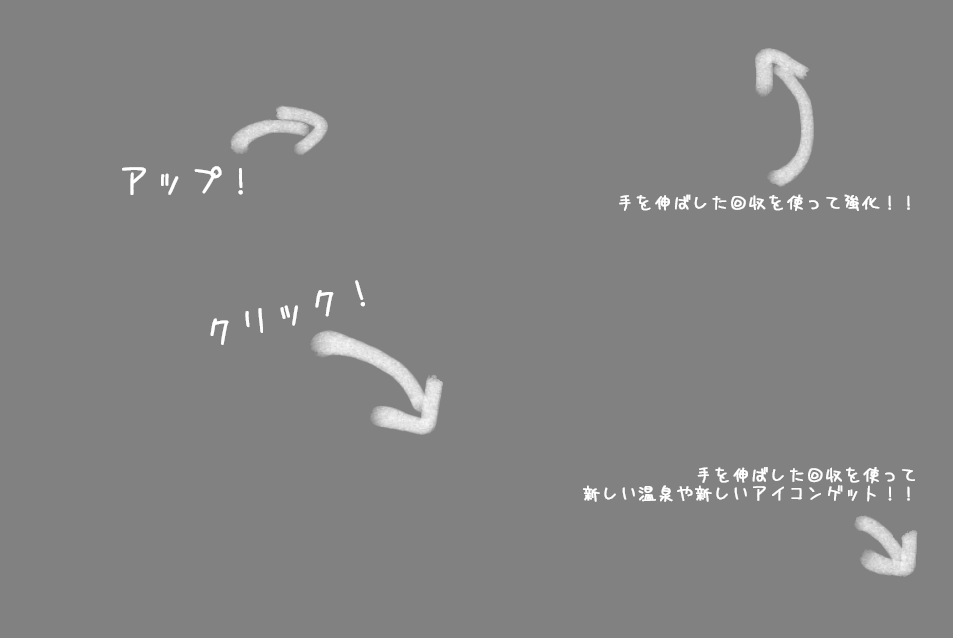 アップ！
手を伸ばした回収を使って強化！！
クリック！
手を伸ばした回収を使って
新しい温泉や新しいアイコンゲット！！